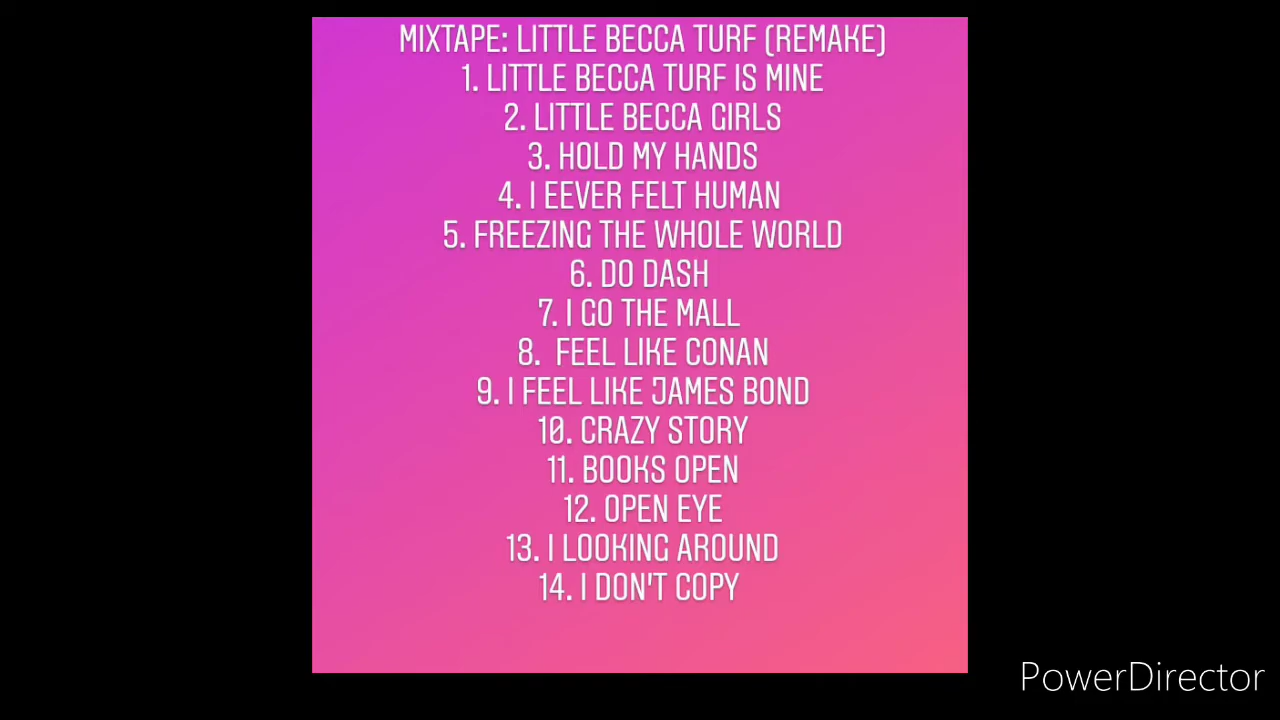 MIXTAPE: LITTLE BECCA TURF (REMAKE)
1. LITTLE BECCA TURF IS MINE
2. LITTLE BECCA GIRLS
3. HOLD MY HANDS
4. I EEVER FELT HUMAN
5. FREEZING THE WHOLE WORLD
6. DO DASH
7. I GO THE MALL
8. FEEL LIKE CONAN
9. I FEEL LIKE JAMES BOND
10. CRAZY STORY
11. BOOKS OPEN
12. OPEN EYE
13. I LOOKING AROUND
14. I DON'T COPY
PowerDirector